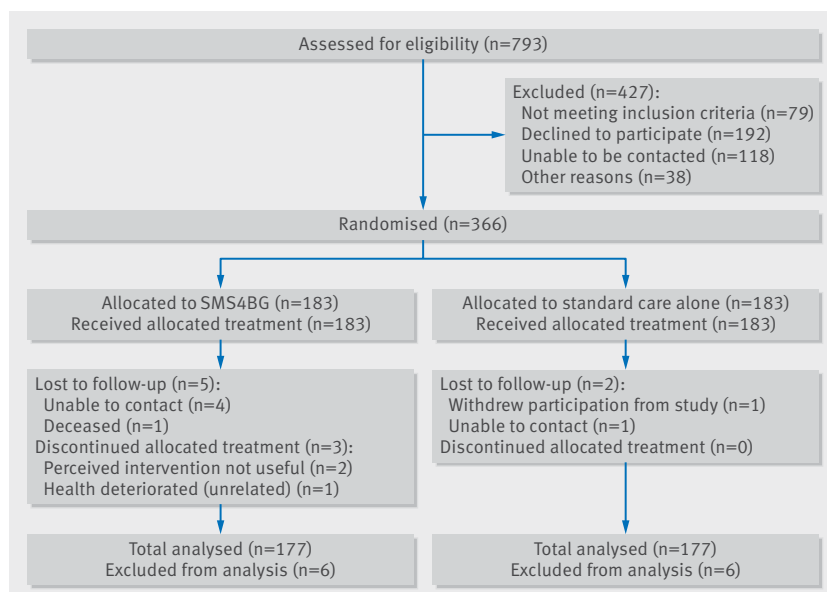 Assessed for eligibility (n=793)
Excluded (n=427):
Not meeting inclusion criteria (n=79)
Declined to participate (n=192)
Unable to be contacted (n=118)
Other reasons (n=38)
Randomised (n=366)
Allocated to SMS4BG (n=183)
Received allocated treatment (n=183)
Allocated to standard care alone (n=183)
Received allocated treatment (n=183)
Lost to follow-up (n=5):
Unable to contact (n=4)
Deceased (n=1)
Discontinued allocated treatment (n=3):
Perceived intervention not useful (n=2)
Health deteriorated (unrelated) (n=1)
Lost to follow-up (n=2):
Withdrew participation from study (n=1)
Unable to contact (n=1)
Discontinued allocated treatment (n=0)
Total analysed (n=177)
Excluded from analysis (n=6)
Total analysed (n=177)
Excluded from analysis (n=6)